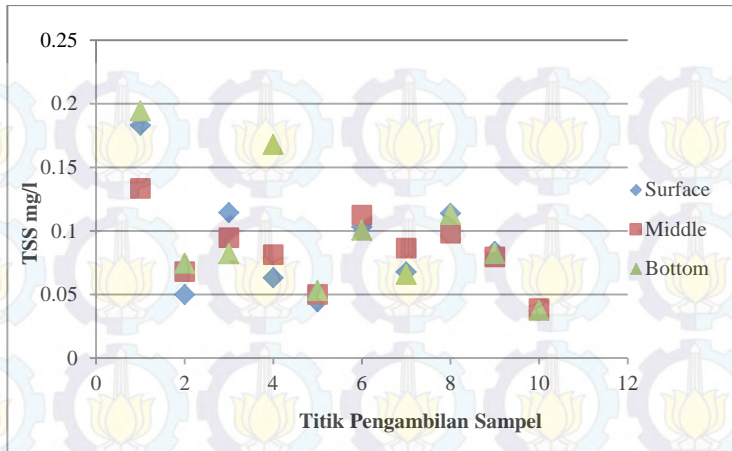 0.25
0.2
0.15
0.1
0.05
0
TSS mg/l
0 2 4 6 8 10 12
Titik Pengambilan Sampel
Surface
Middle
Bottom